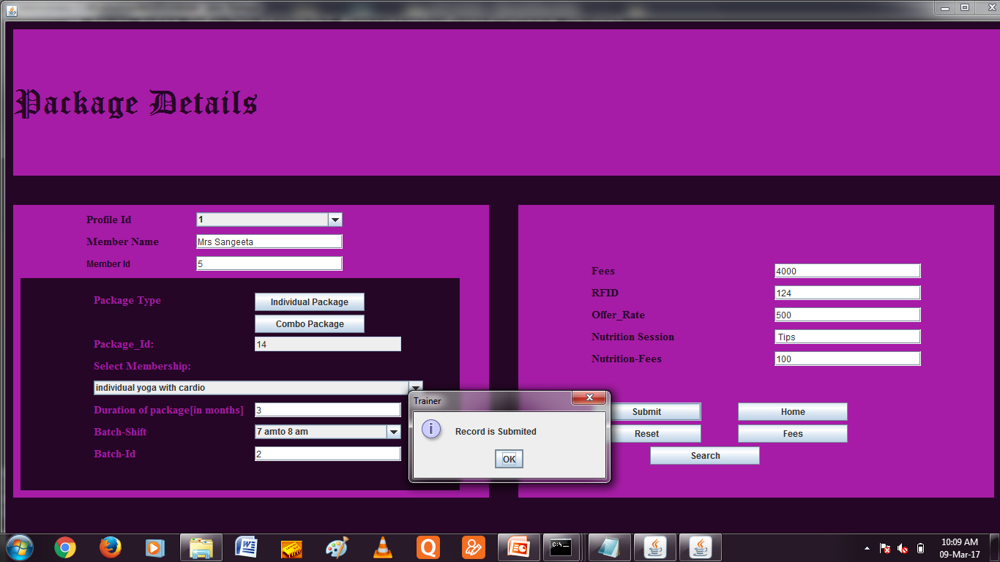 Package Details
Profile Id 1
Member Name Mrs Sangeeta
Member Id 5
Package Type Individual Package
Combo Package
Package_Id: 14
Select Membership:
individual yoga with cardio
Duration of package[in months] 3
Batch-Shift 7 amto 8 am
Batch-Id 2
Fees 4000
RFID 124
Offer_Rate 500
Nutrition Session Tips
Nutrition-Fees 100
Submit Home
Reset Fees
Search
Trainer
Record is Submited
OK
10:09 AM
09-Mar-17